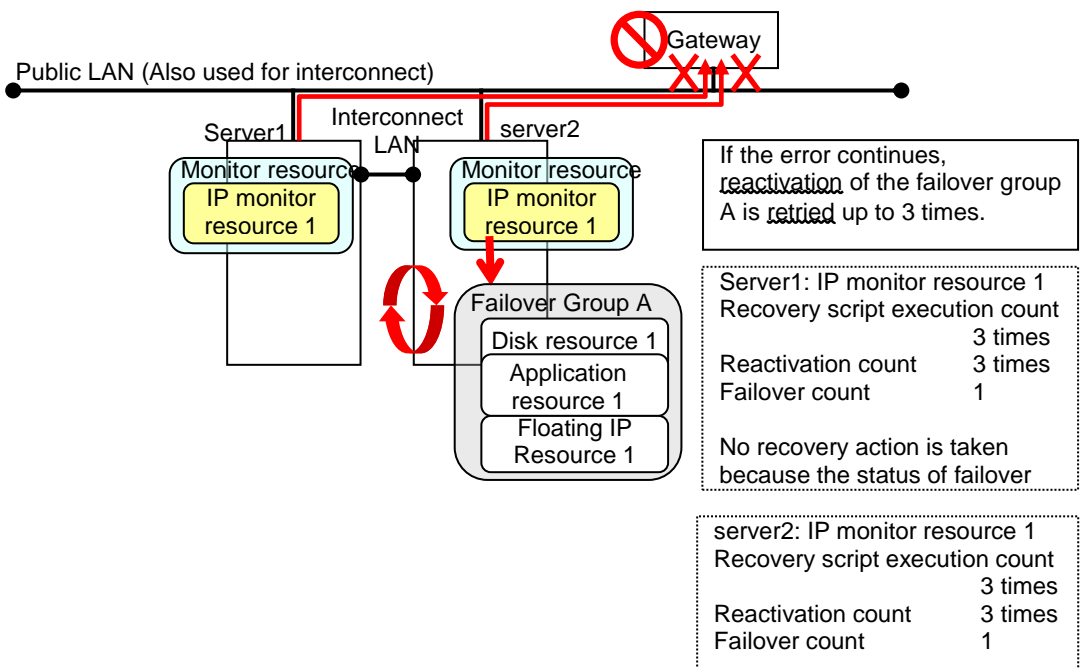 Gateway
Public LAN (Also used for interconnect)
Interconnect
LAN
Server1
server2
Monitor resource
IP monitor
resource 1
Monitor resource
IP monitor
resource 1
Failover Group A
Disk resource 1
Application
resource 1
Floating IP
Resource 1
If the error continues,
reactivation of the failover group
A is retried up to 3 times.
Server1: IP monitor resource 1
Recovery script execution count
3 times
Reactivation count 3 times
Failover count 1
No recovery action is taken
because the status of failover
server2: IP monitor resource 1
Recovery script execution count
3 times
Reactivation count 3 times
Failover count 1